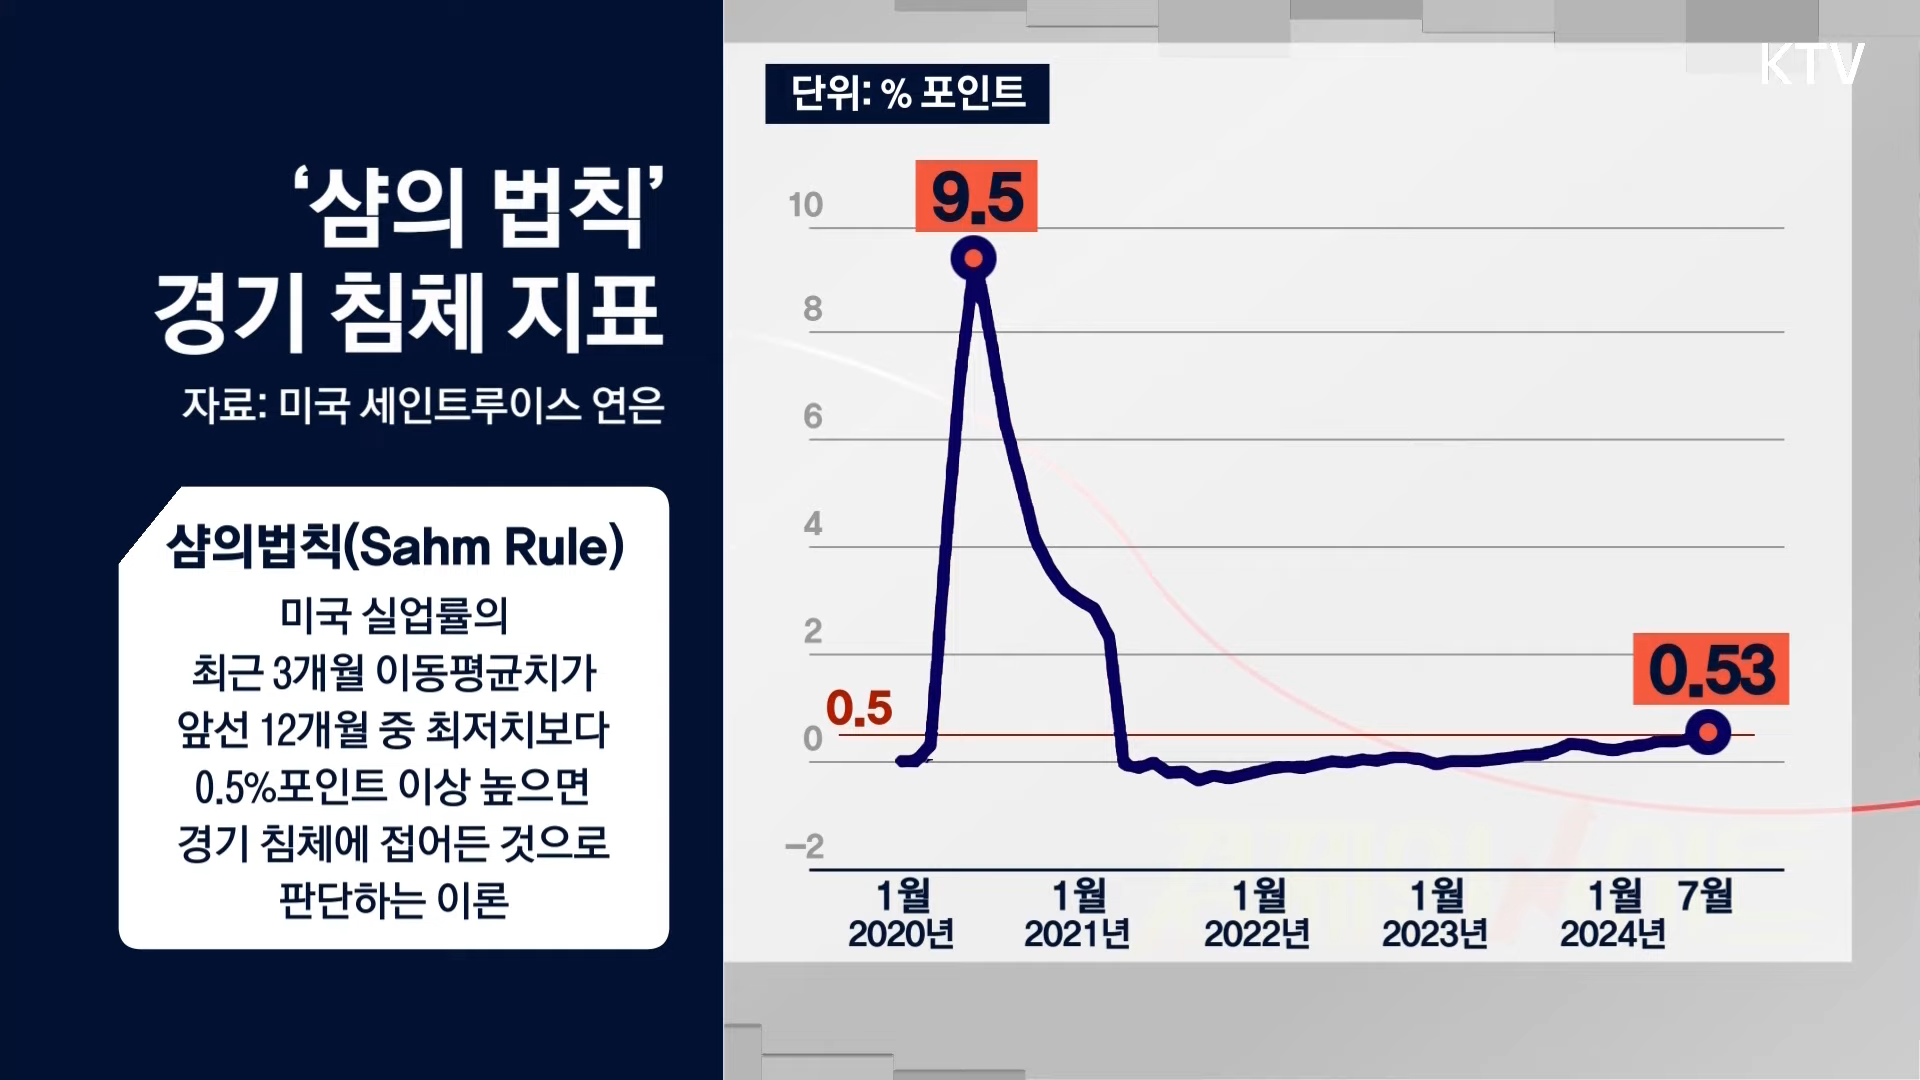 ‘샴의 법칙’
경기 침체 지표
자료: 미국 세인트루이스 연은
샴의법칙(Sahm Rule)
미국 실업률의
최근 3개월 이동평균치가
앞선 12개월 중 최저치보다
0.5%포인트 이상 높으면
경기 침체에 접어든 것으로
판단하는 이론
KTV
단위: % 포인트
9.5
10
8
6
4
2
0.53
0.5
0
−2
1월 1월 1월 1월 1월 7월
2020년 2021년 2022년 2023년 2024년